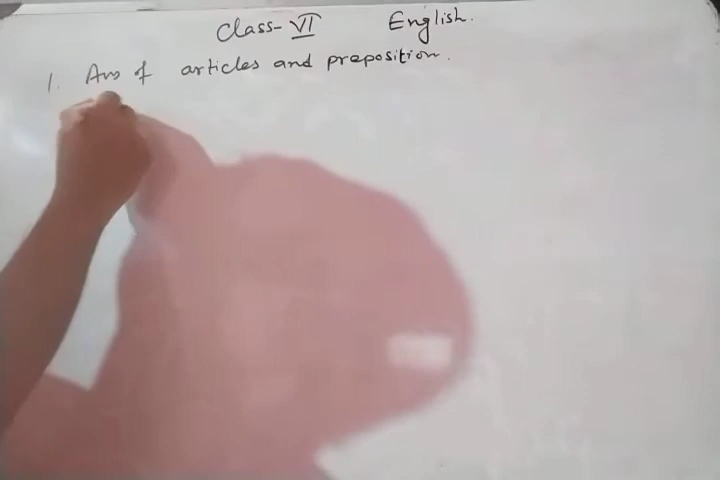 Class-VI English.
1. Ans of articles and preposition.